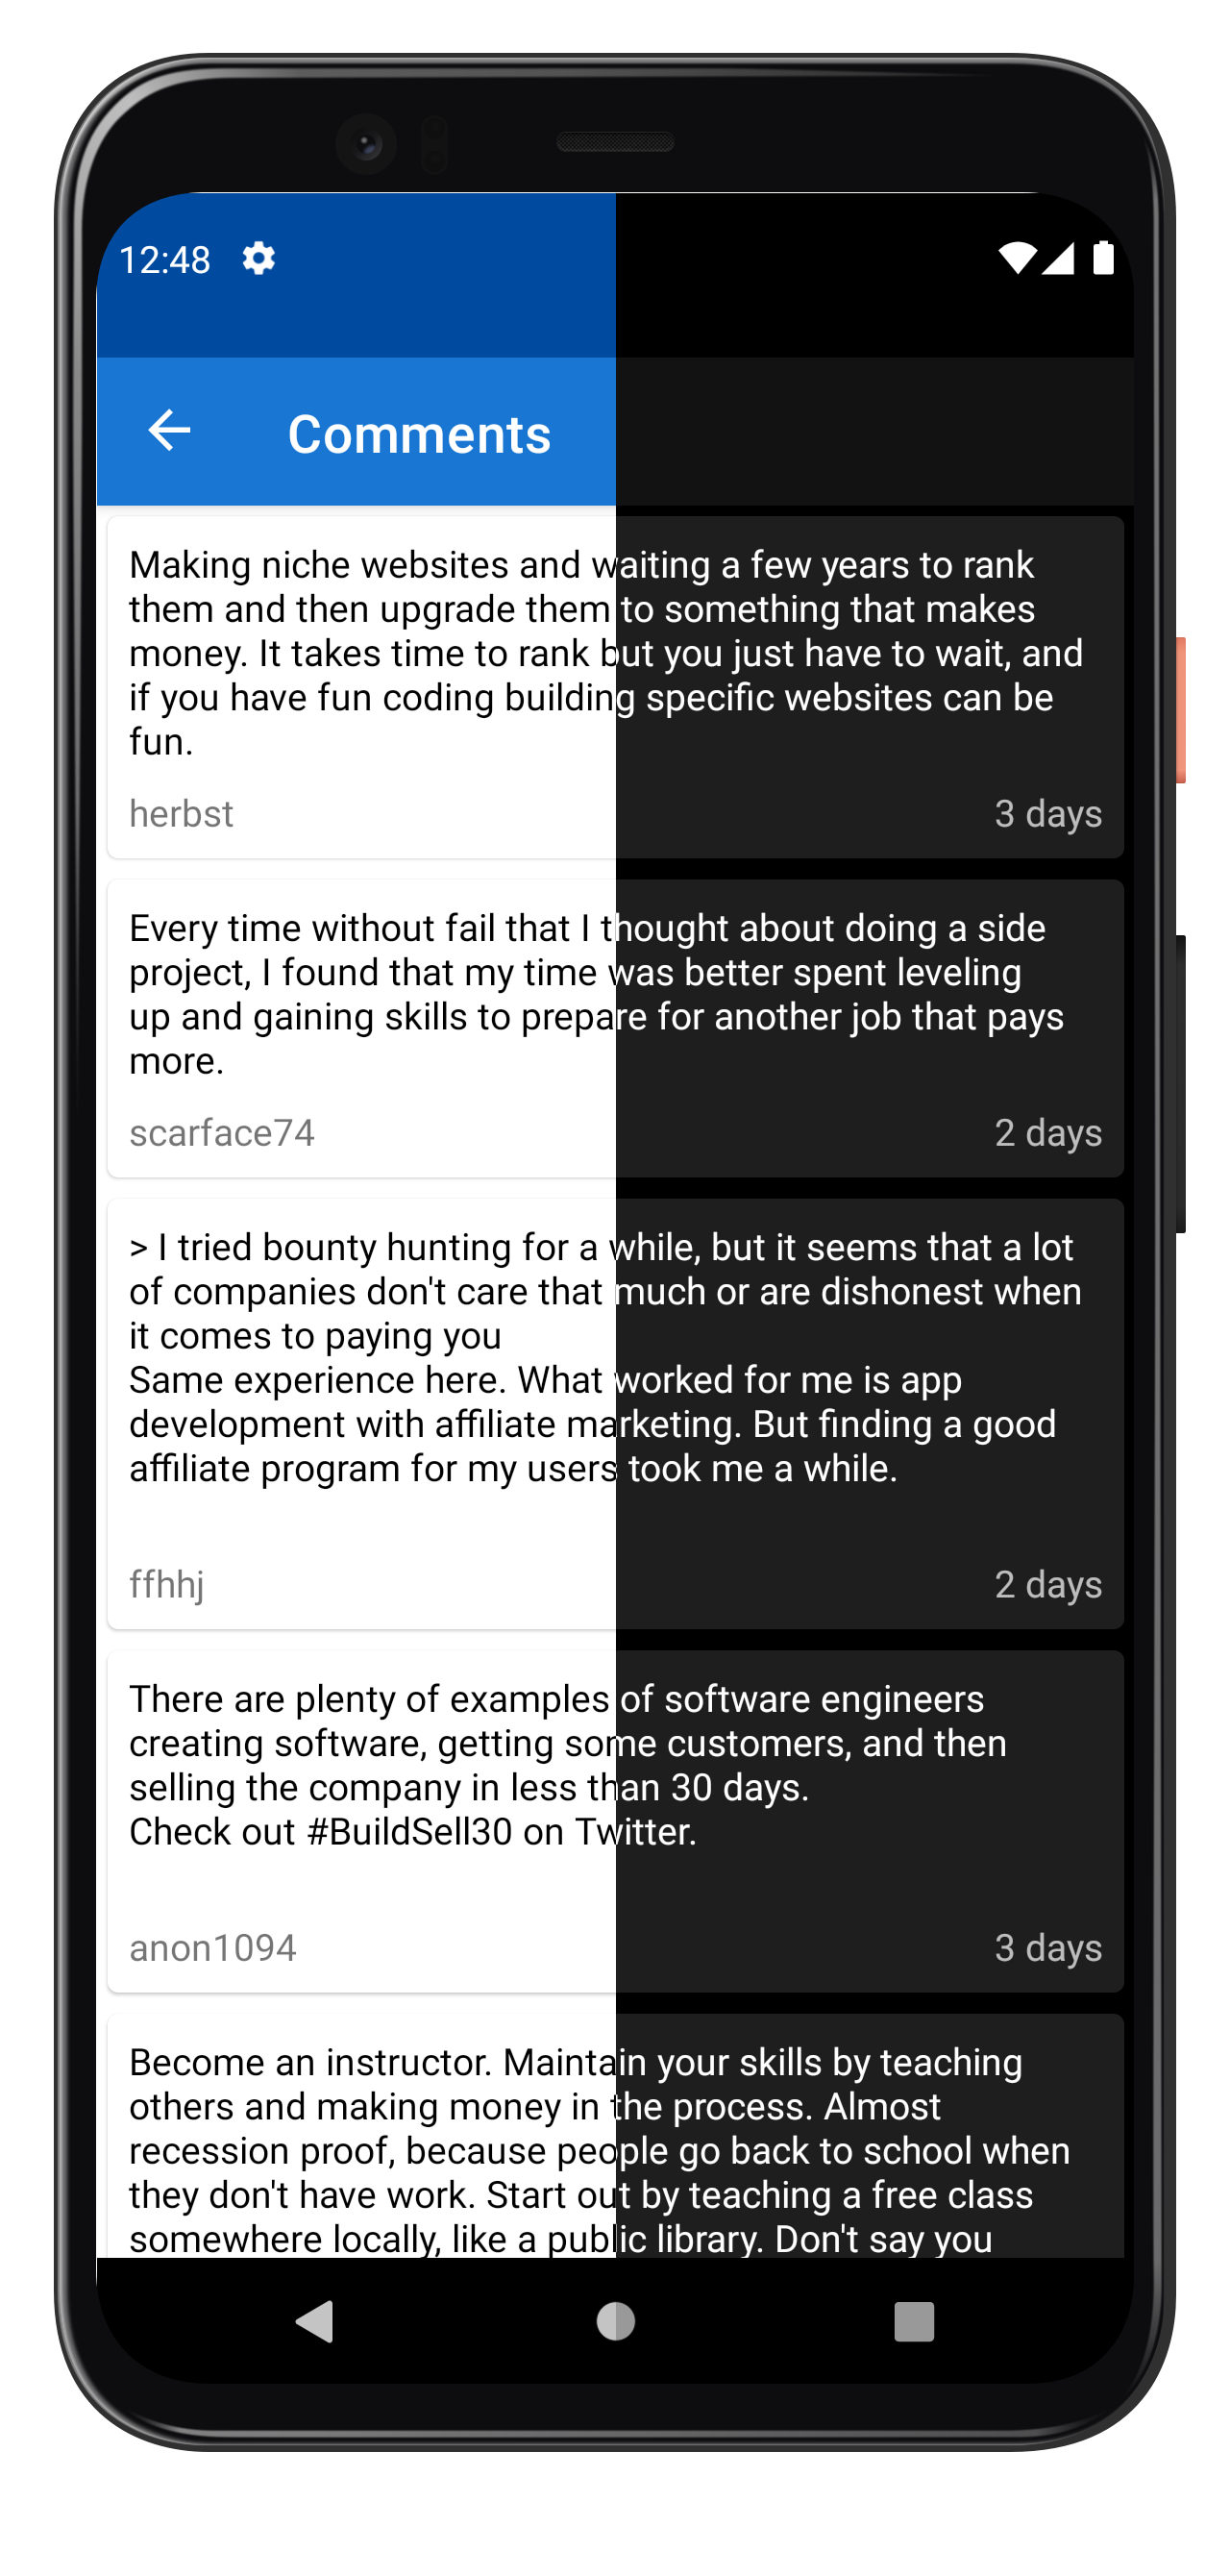 12:48
Comments
Making niche websites and waiting a few years to rank
them and then upgrade them to something that makes
money. It takes time to rank but you just have to wait, and
if you have fun coding building specific websites can be
fun.
herbst
3 days
Every time without fail that I thought about doing a side
project, I found that my time was better spent leveling
up and gaining skills to prepare for another job that pays
more.
scarface74
2 days
> I tried bounty hunting for a while, but it seems that a lot
of companies don't care that much or are dishonest when
it comes to paying you
Same experience here. What worked for me is app
development with affiliate marketing. But finding a good
affiliate program for my users took me a while.
ffhhj
2 days
There are plenty of examples of software engineers
creating software, getting some customers, and then
selling the company in less than 30 days.
Check out #BuildSell30 on Twitter.
anon1094
3 days
Become an instructor. Maintain your skills by teaching
others and making money in the process. Almost
recession proof, because people go back to school when
they don't have work. Start out by teaching a free class
somewhere locally, like a public library. Don't say you